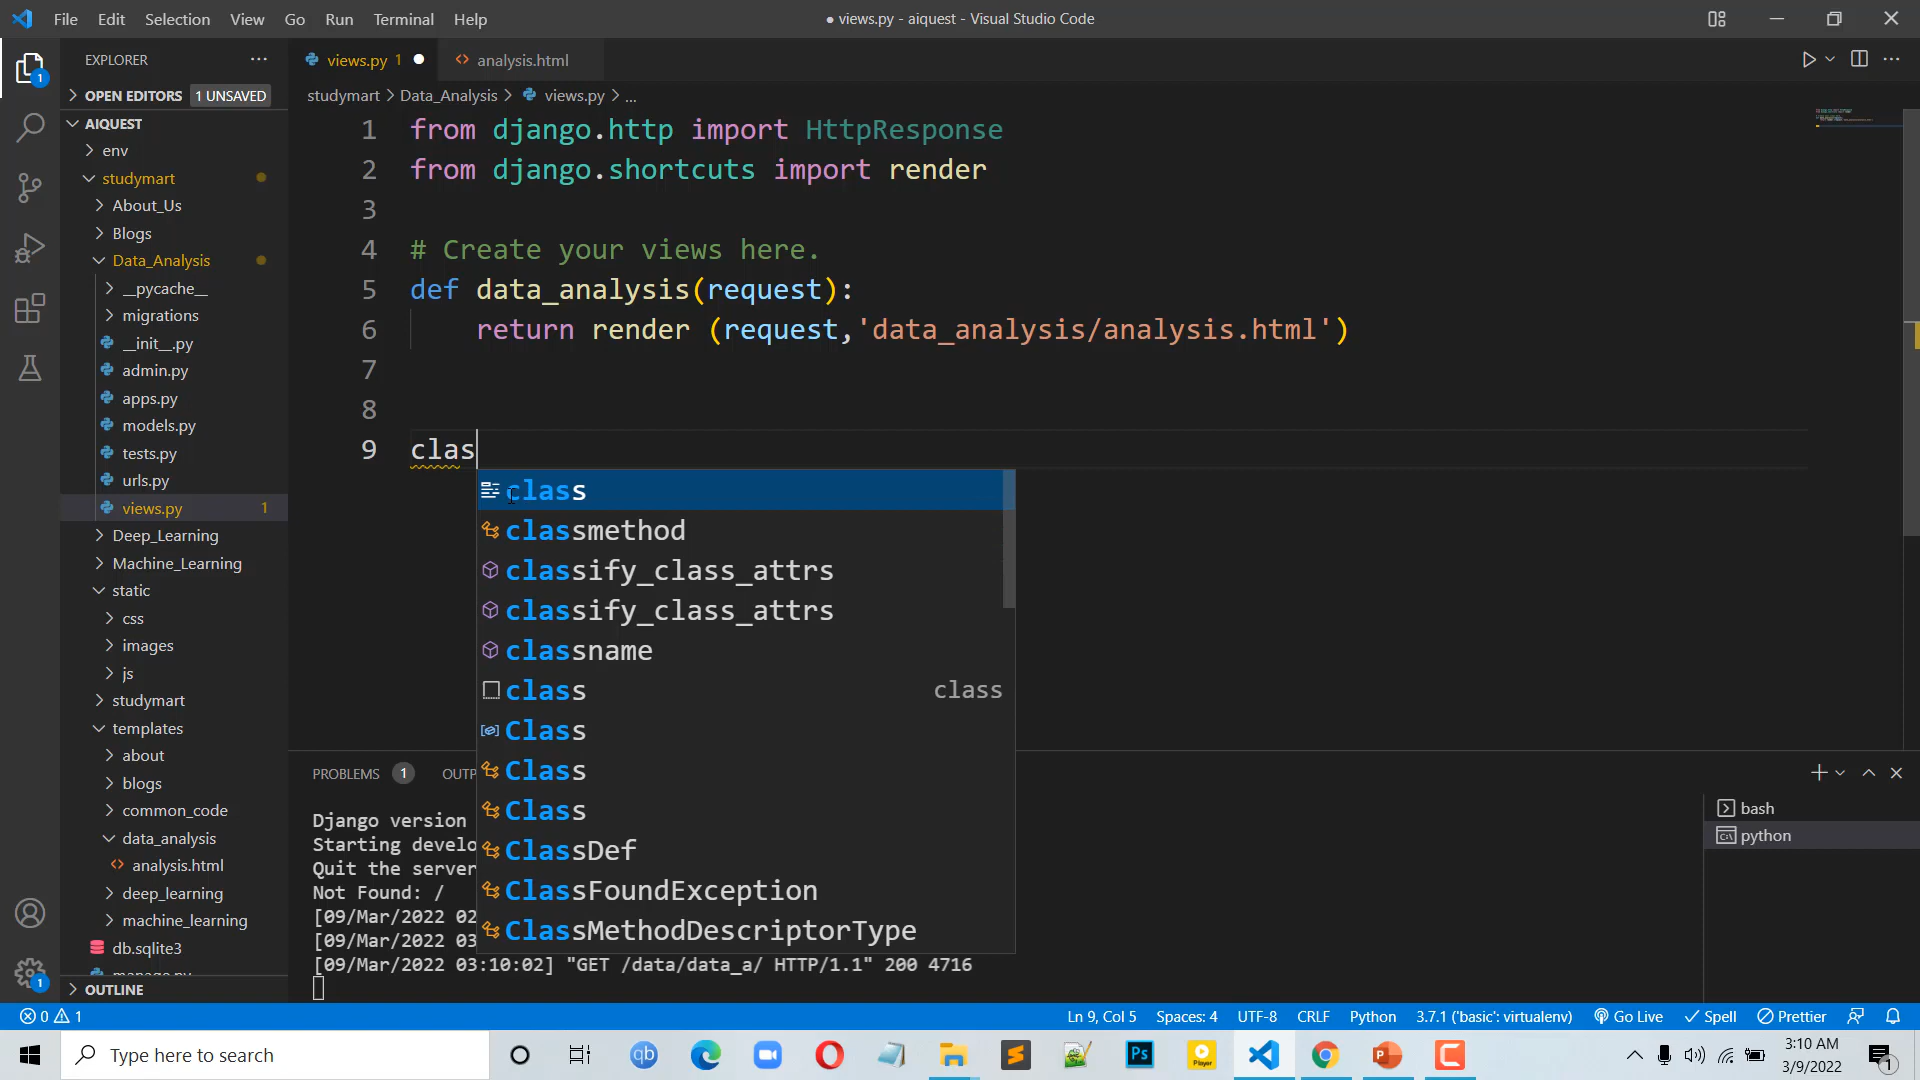 File Edit Selection View Go Run Terminal Help
● views.py - aiquest - Visual Studio Code
EXPLORER
OPEN EDITORS 1 UNSAVED
AIQUEST
env
studymart
About_Us
Blogs
Data_Analysis
__pycache__
migrations
__init__.py
admin.py
apps.py
models.py
tests.py
urls.py
views.py 1
Deep_Learning
Machine_Learning
static
css
images
js
studymart
templates
about
blogs
common_code
data_analysis
analysis.html
deep_learning
machine_learning
db.sqlite3
manage.py
OUTLINE
views.py 1
analysis.html
studymart > Data_Analysis > views.py > ...
1 from django.http import HttpResponse
2 from django.shortcuts import render
3
4 # Create your views here.
5 def data_analysis(request):
6 return render (request,'data_analysis/analysis.html')
7
8
9 clas
class
classmethod
classify_class_attrs
classify_class_attrs
classname
class class
Class
Class
Class
ClassDef
ClassFoundException
ClassMethodDescriptorType
PROBLEMS 1 OUTP
Django version
Starting develo
Quit the server
Not Found: /
[09/Mar/2022 02
[09/Mar/2022 03
[09/Mar/2022 03:10:02] "GET /data/data_a/ HTTP/1.1" 200 4716
bash
python
1
1
0 1
Ln 9, Col 5 Spaces: 4 UTF-8 CRLF Python 3.7.1 ('basic': virtualenv) Go Live Spell Prettier
Type here to search
qb
Ps
Player
3:10 AM
3/9/2022
1